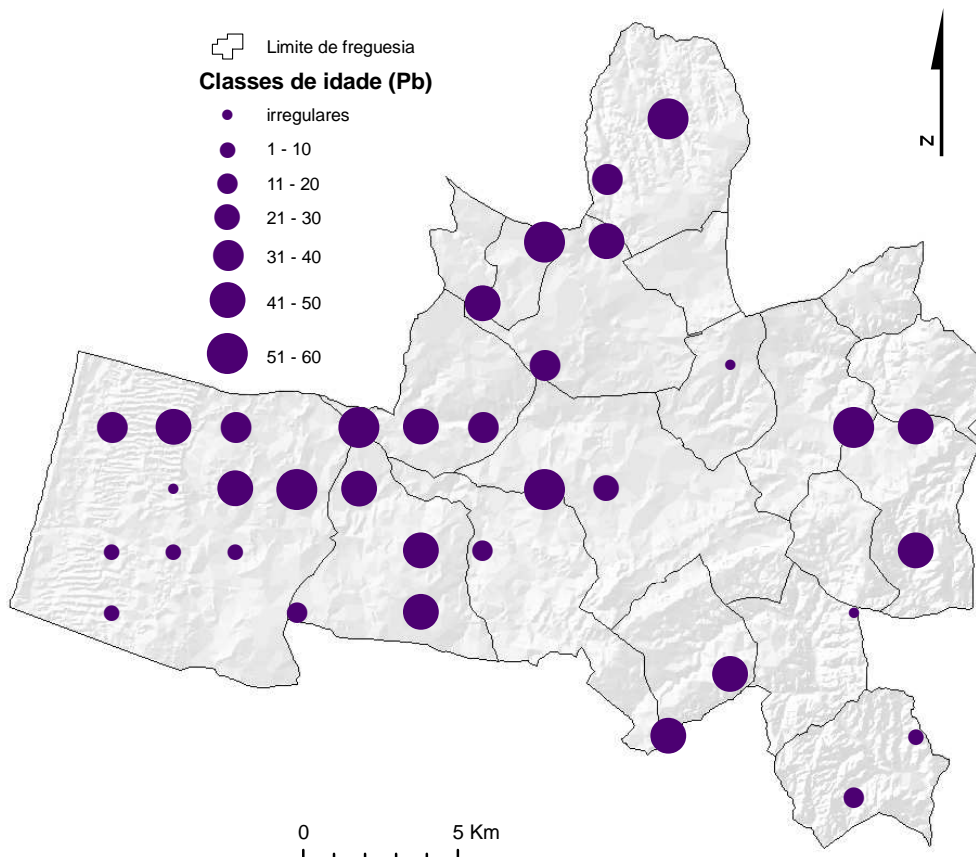 Limite de freguesia
Classes de idade (Pb)
irregulares
1 - 10
11 - 20
21 - 30
31 - 40
41 - 50
51 - 60
N
0 5 Km